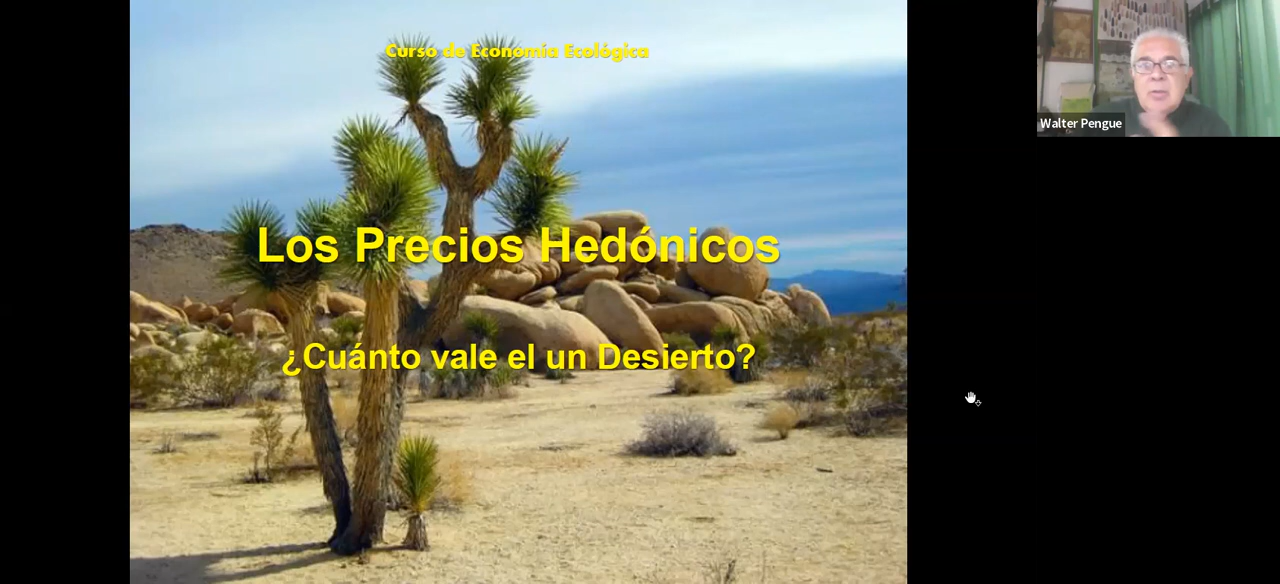 Curso de Economía Ecológica
Los Precios Hedónicos
¿Cuánto vale el un Desierto?
Walter Pengue